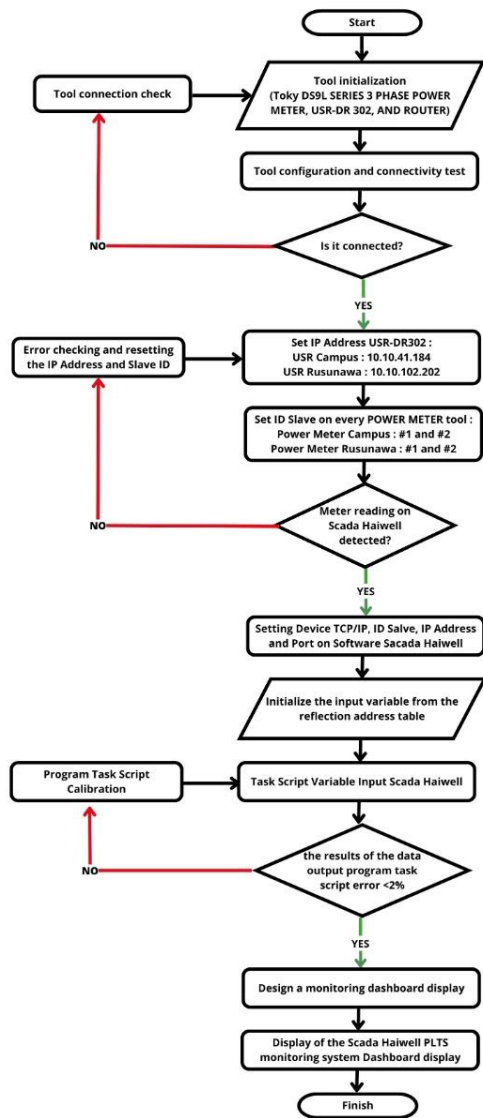 Start
Tool initialization
(Toky DS9L SERIES 3 PHASE POWER
METER, USR-DR 302, AND ROUTER)
Tool connection check
Tool configuration and connectivity test
Is it connected?
NO
YES
Set IP Address USR-DR302 :
USR Campus : 10.10.41.184
USR Rusunawa : 10.10.102.202
Error checking and resetting
the IP Address and Slave ID
Set ID Slave on every POWER METER tool :
Power Meter Campus : #1 and #2
Power Meter Rusunawa : #1 and #2
Meter reading on
Scada Haiwell
detected?
NO
YES
Setting Device TCP/IP, ID Salve, IP Address
and Port on Software Sacada Haiwell
Initialize the input variable from the
reflection address table
Program Task Script
Calibration
Task Script Variable Input Scada Haiwell
the results of the data
output program task
script error <2%
NO
YES
Design a monitoring dashboard display
Display of the Scada Haiwell PLTS
monitoring system Dashboard display
Finish